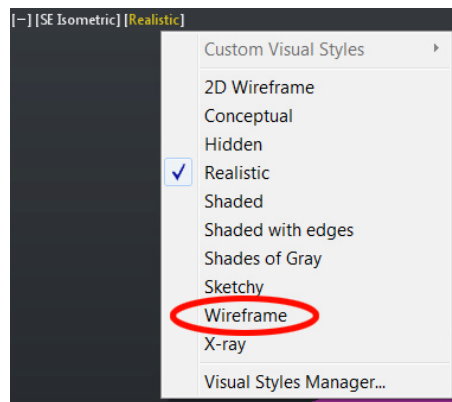 [−] [SE Isometric] [Realistic]
Custom Visual Styles
2D Wireframe
Conceptual
Hidden
Realistic
Shaded
Shaded with edges
Shades of Gray
Sketchy
Wireframe
X-ray
Visual Styles Manager...